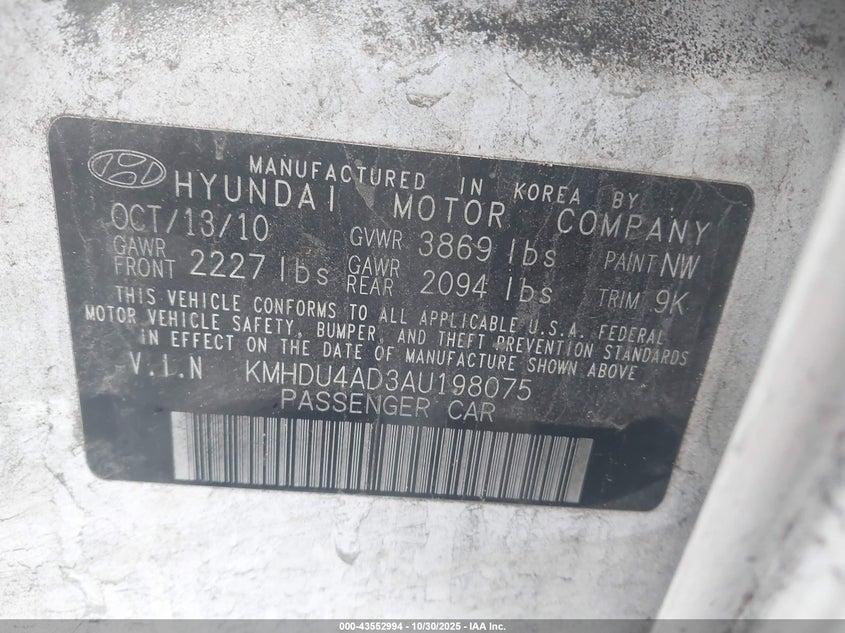 MANUFACTURED IN KOREA BY
HYUNDAI MOTOR COMPANY
OCT/13/10 GVWR 3869 lbs PAINT NW
GAWR FRONT 2227 lbs GAWR REAR 2094 lbs TRIM 9K
THIS VEHICLE CONFORMS TO ALL APPLICABLE U.S.A. FEDERAL
MOTOR VEHICLE SAFETY, BUMPER, AND THEFT PREVENTION STANDARDS
IN EFFECT ON THE DATE OF MANUFACTURE SHOWN ABOVE
V.I.N KMHDU4AD3AU198075
PASSENGER CAR
000-43552994 - 10/30/2025 - IAA Inc.